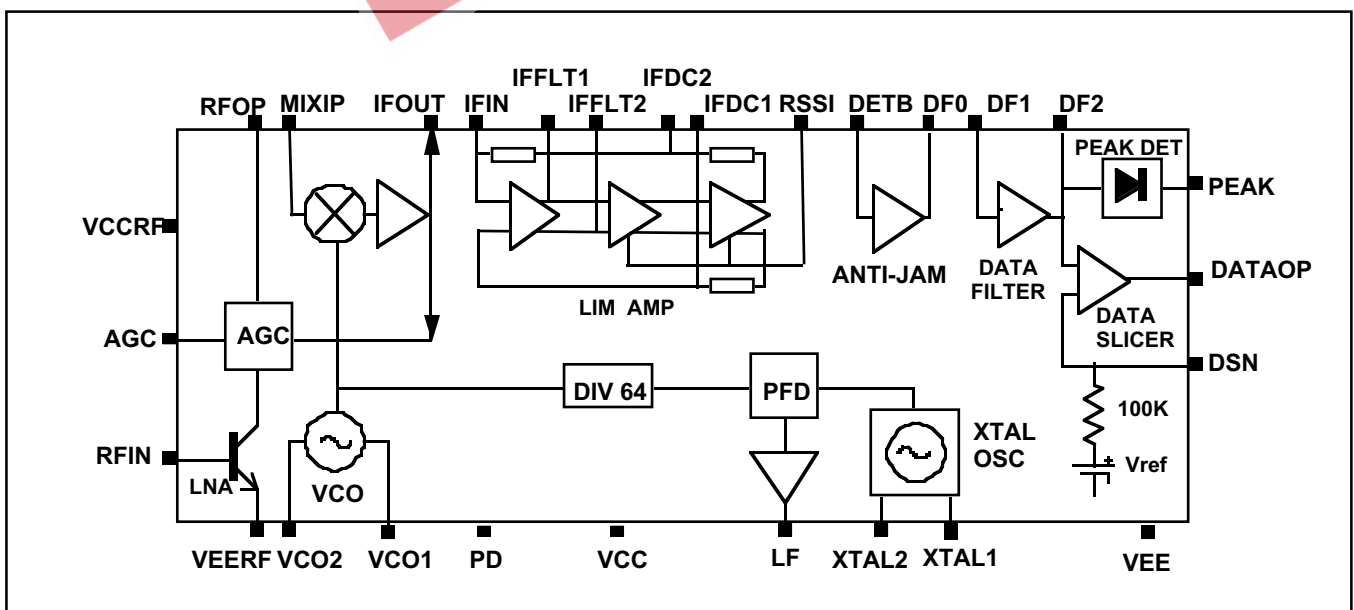 IFFLT1
IFDC2
RFOP MIXIP IFOUT IFIN IFFLT2 IFDC1 RSSI DETB DF0 DF1 DF2
PEAK DET
PEAK
VCCRF
ANTI-JAM
DATA
FILTER
DATAOP
LIM AMP
DATA
SLICER
AGC
AGC
DSN
DIV 64
PFD
100K
XTAL
OSC
RFIN
Vref
LNA
VCO
VEERF VCO2 VCO1 PD VCC LF XTAL2 XTAL1 VEE